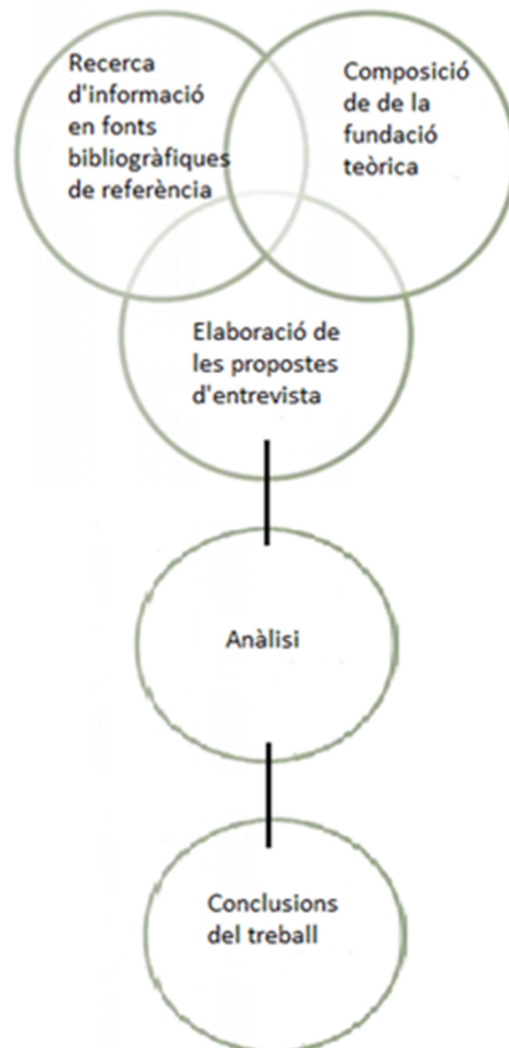 Recerca
d'informació
en fonts
bibliogràfiques
de referència
Composició
de de la
fundació
teòrica
Elaboració de
les propostes
d'entrevista
Anàlisi
Conclusions
del treball